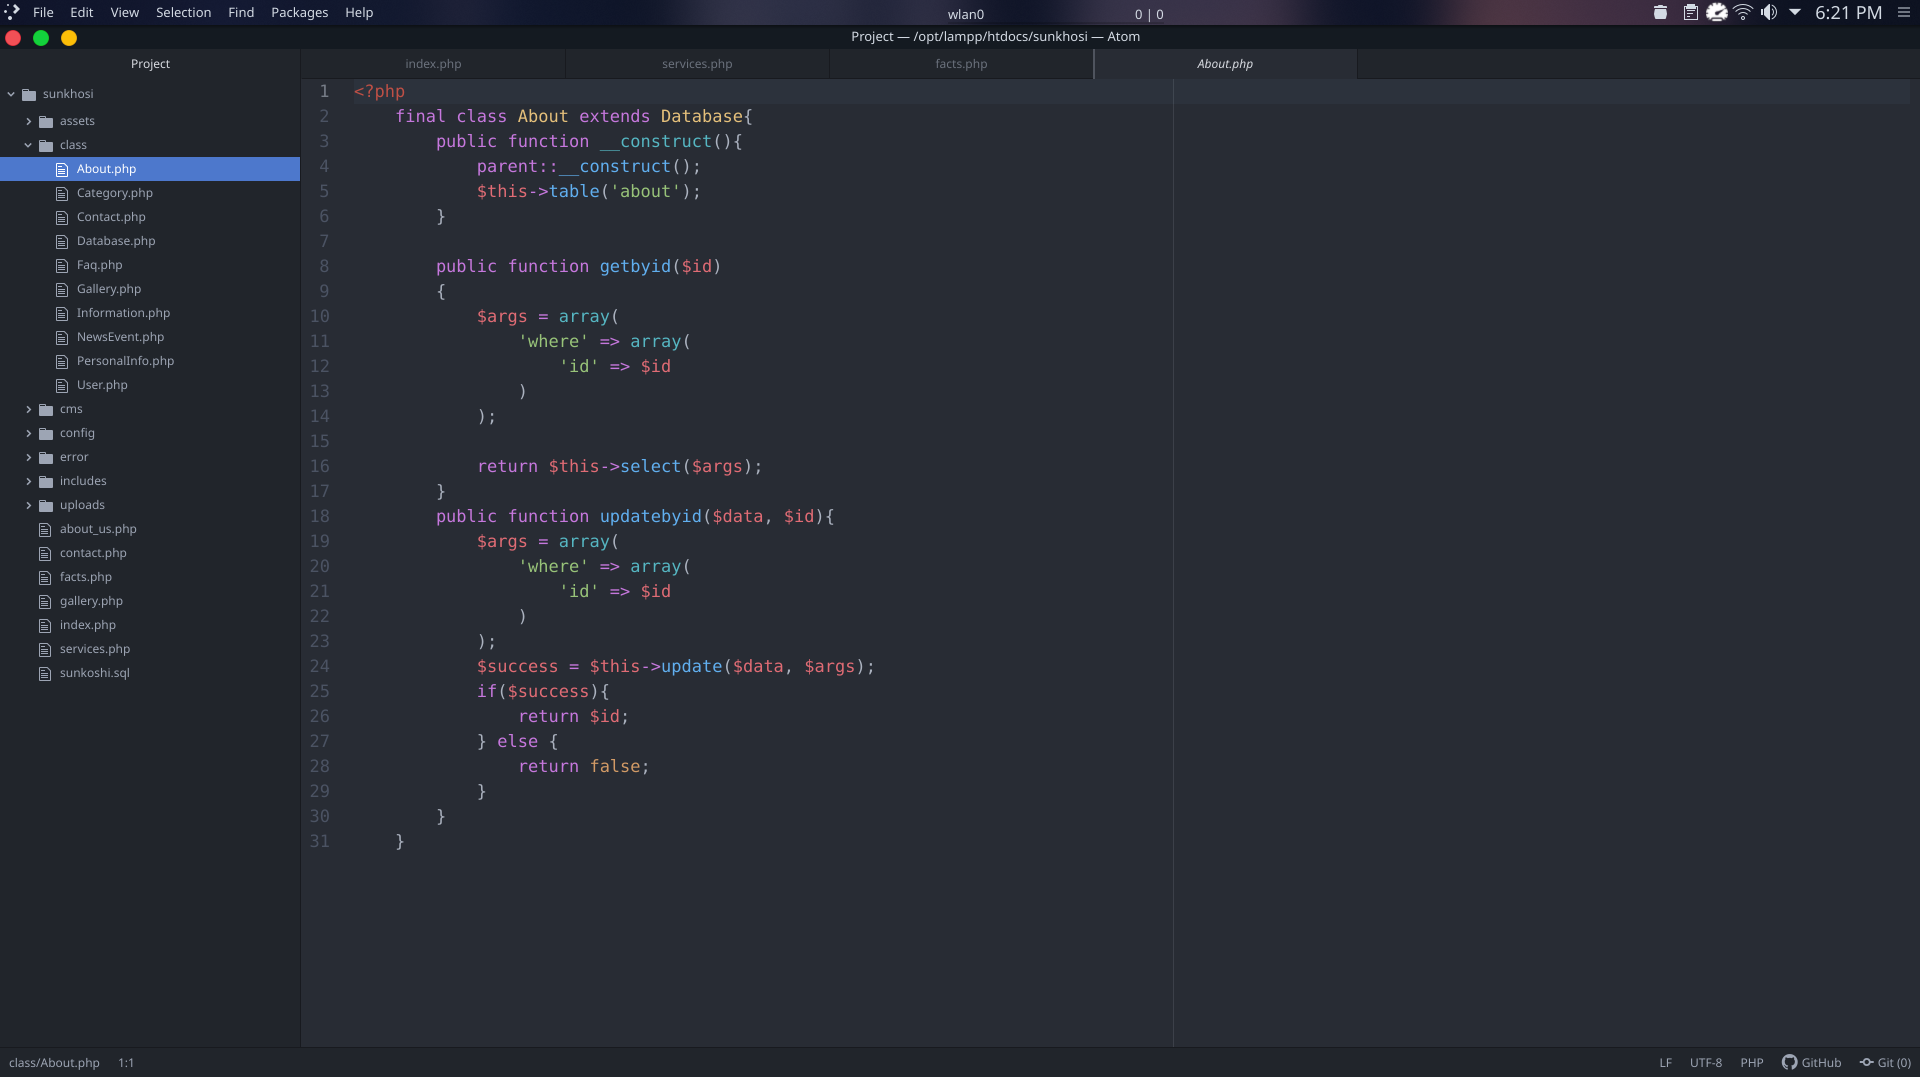 File Edit View Selection Find Packages Help
wlan0
0 | 0
6:21 PM
Project — /opt/lampp/htdocs/sunkhosi — Atom
Project
index.php
services.php
facts.php
About.php
sunkhosi
assets
class
About.php
Category.php
Contact.php
Database.php
Faq.php
Gallery.php
Information.php
NewsEvent.php
PersonalInfo.php
User.php
cms
config
error
includes
uploads
about_us.php
contact.php
facts.php
gallery.php
index.php
services.php
sunkoshi.sql
1 <?php
2     final class About extends Database{
3         public function __construct(){
4             parent::__construct();
5             $this->table('about');
6         }
7
8         public function getbyid($id)
9         {
10             $args = array(
11                 'where' => array(
12                     'id' => $id
13                 )
14             );
15
16             return $this->select($args);
17         }
18         public function updatebyid($data, $id){
19             $args = array(
20                 'where' => array(
21                     'id' => $id
22                 )
23             );
24             $success = $this->update($data, $args);
25             if($success){
26                 return $id;
27             } else {
28                 return false;
29             }
30         }
31     }
class/About.php 1:1
LF UTF-8 PHP GitHub Git (0)